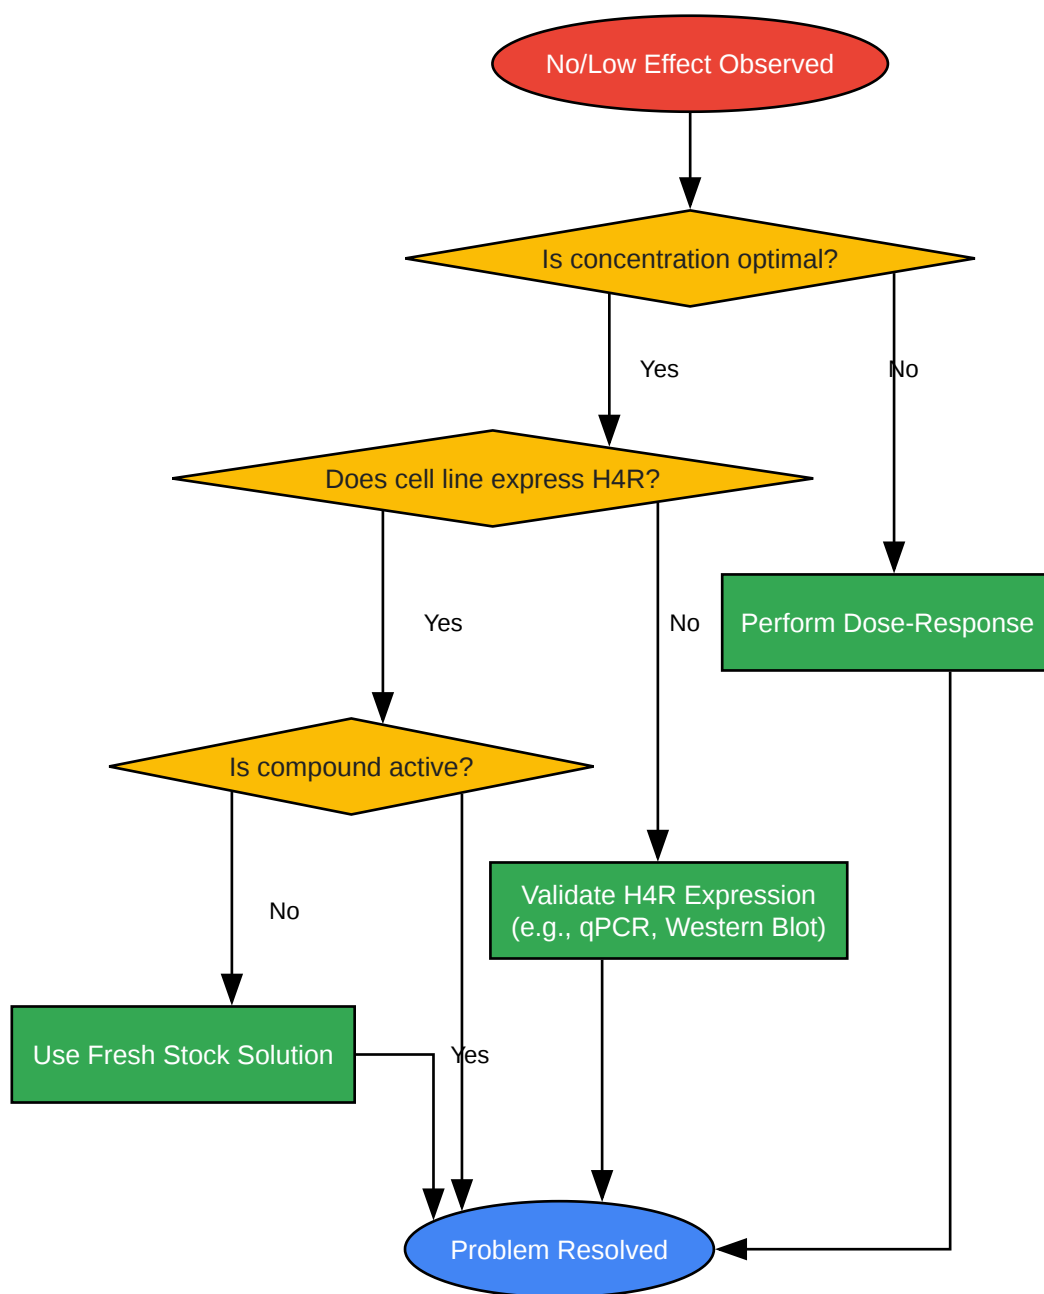 No/Low Effect Observed
Is concentration optimal?
Yes
No
Does cell line express H4R?
Yes
No
Perform Dose-Response
Is compound active?
No
Validate H4R Expression
(e.g., qPCR, Western Blot)
Use Fresh Stock Solution
Yes
Problem Resolved